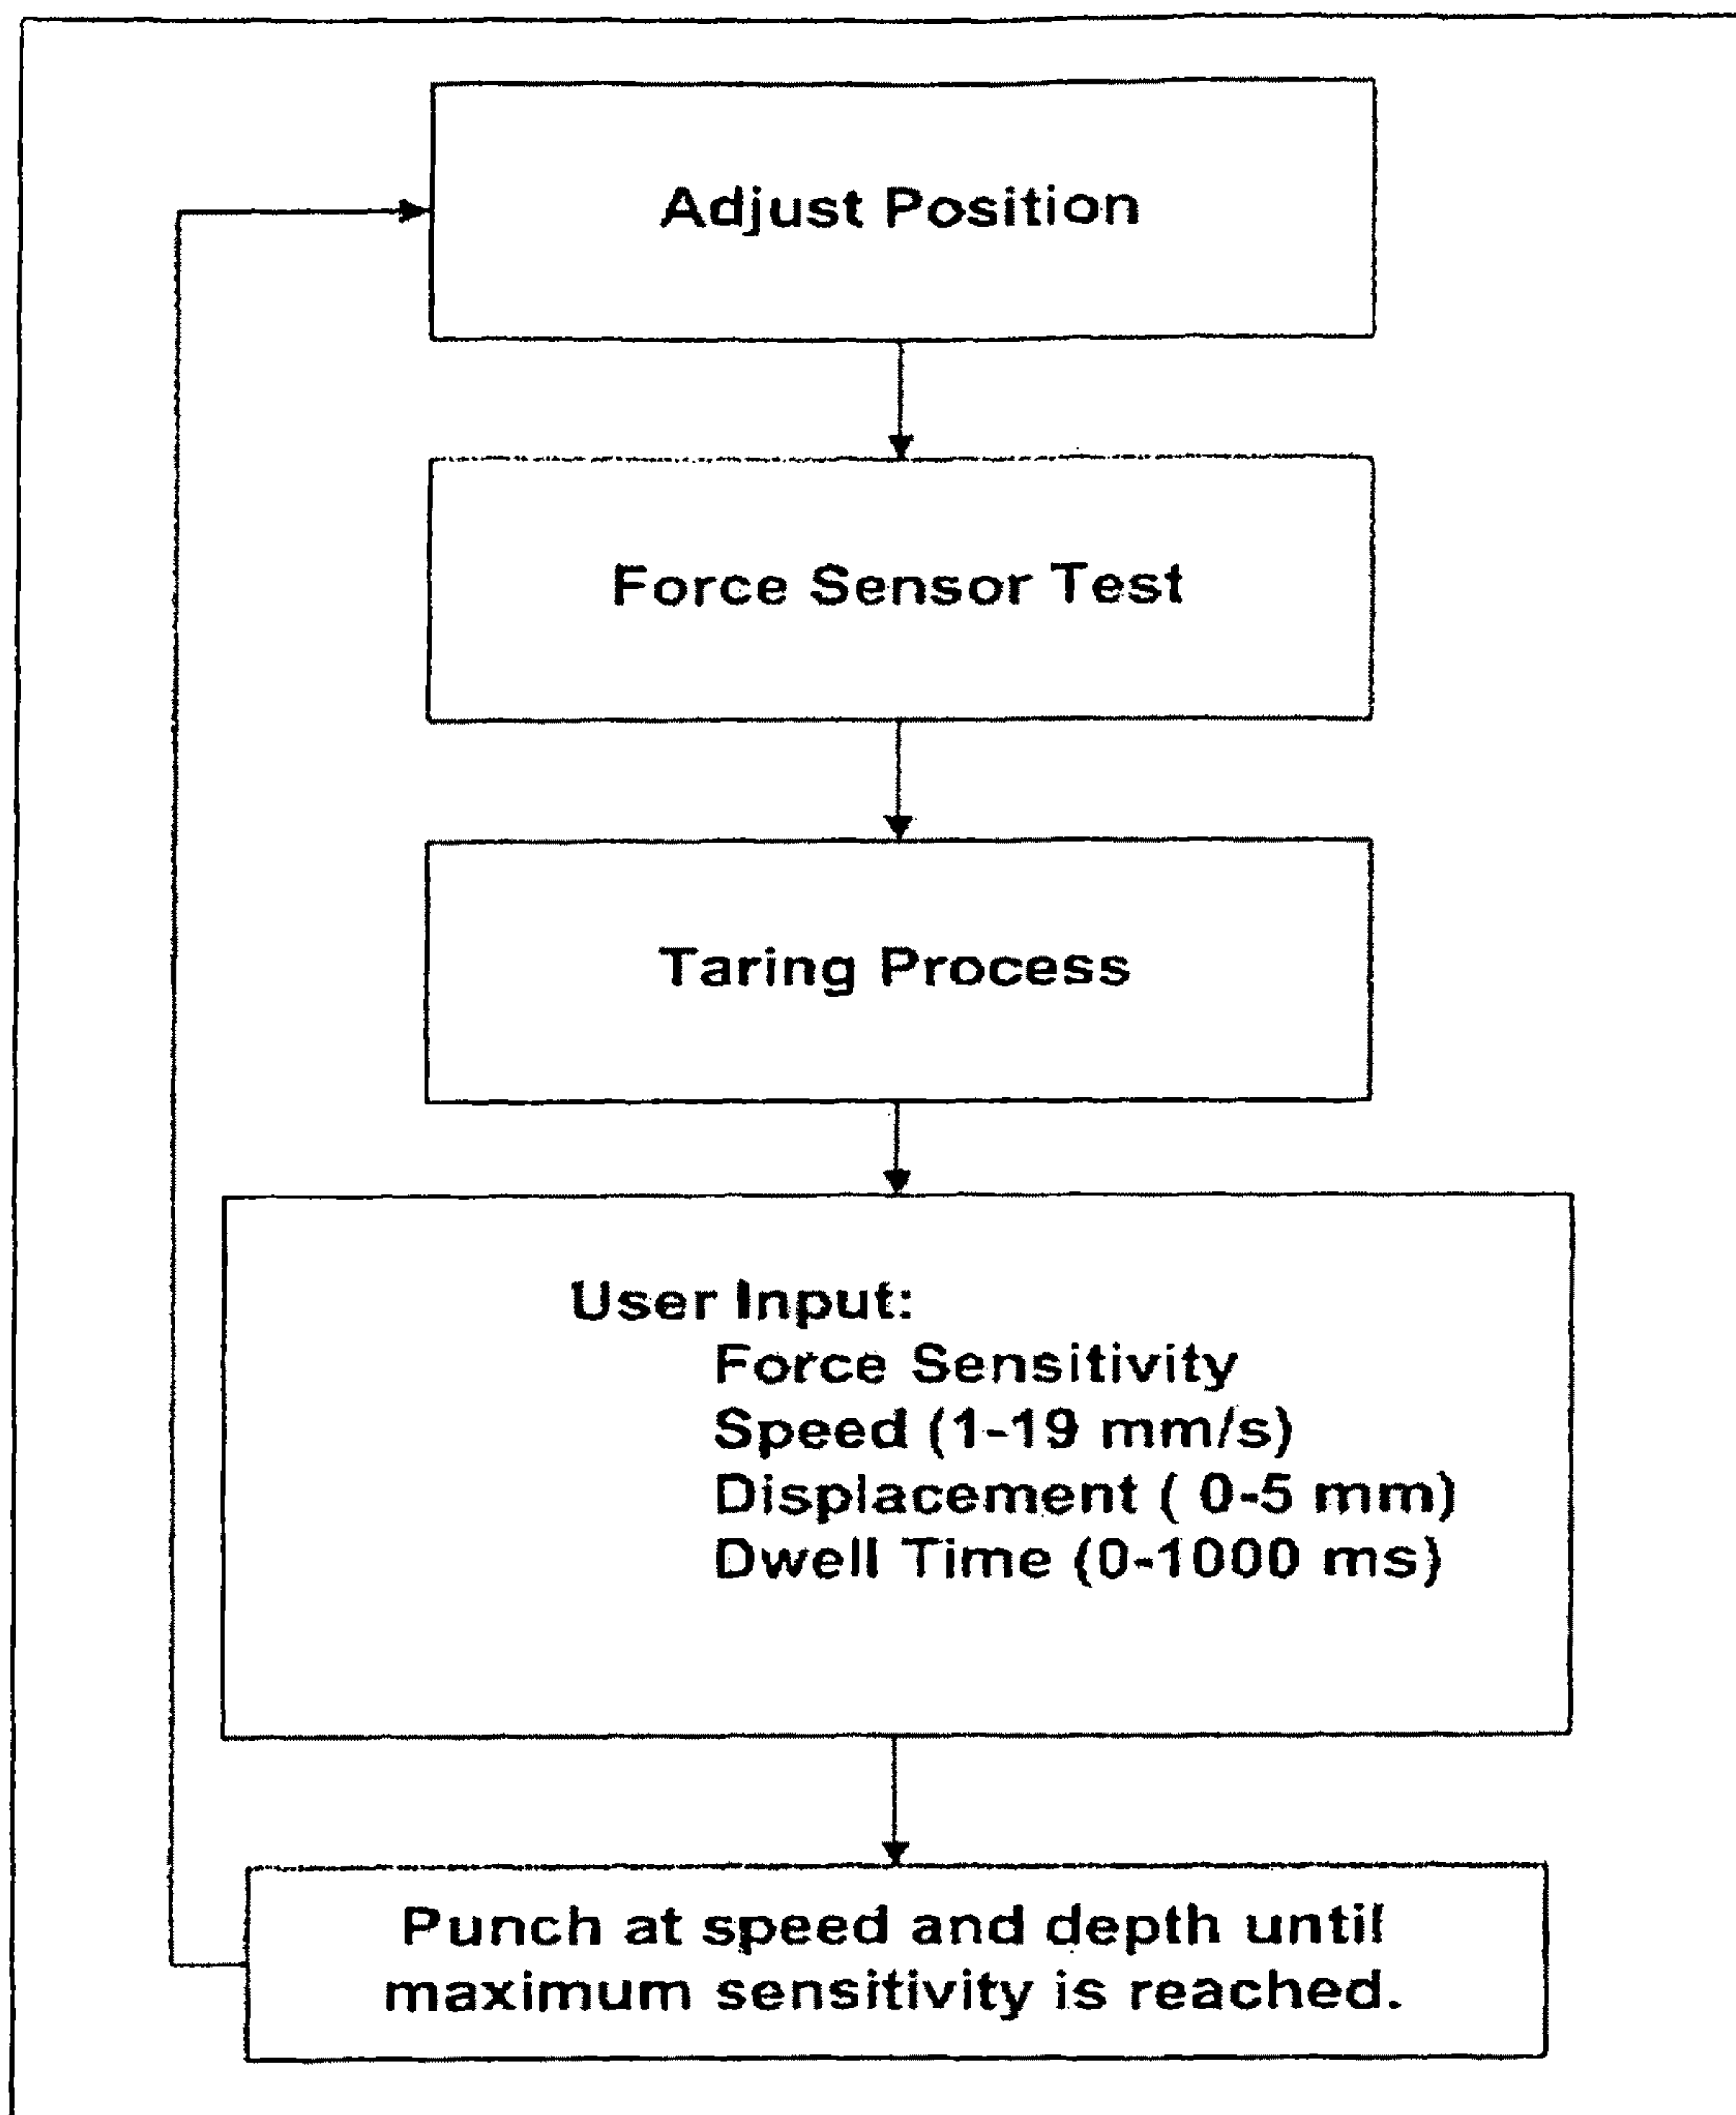 Adjust Position
Force Sensor Test
Taring Process
User Input:
Force Sensitivity
Speed (1-19 mm/s)
Displacement ( 0-5 mm)
Dwell Time (0-1000 ms)
Punch at speed and depth until
maximum sensitivity is reached.